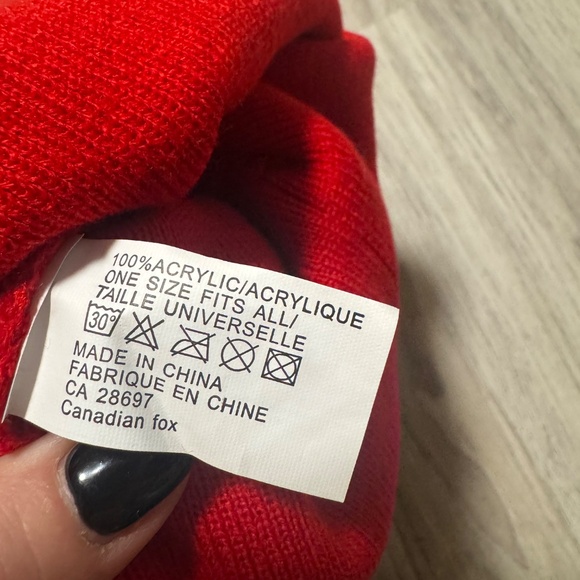 100%ACRYLIC/ACRYLIQUE
ONE SIZE FITS ALL/
TAILLE UNIVERSELLE
30°
MADE IN CHINA
FABRIQUE EN CHINE
CA 28697
Canadian fox